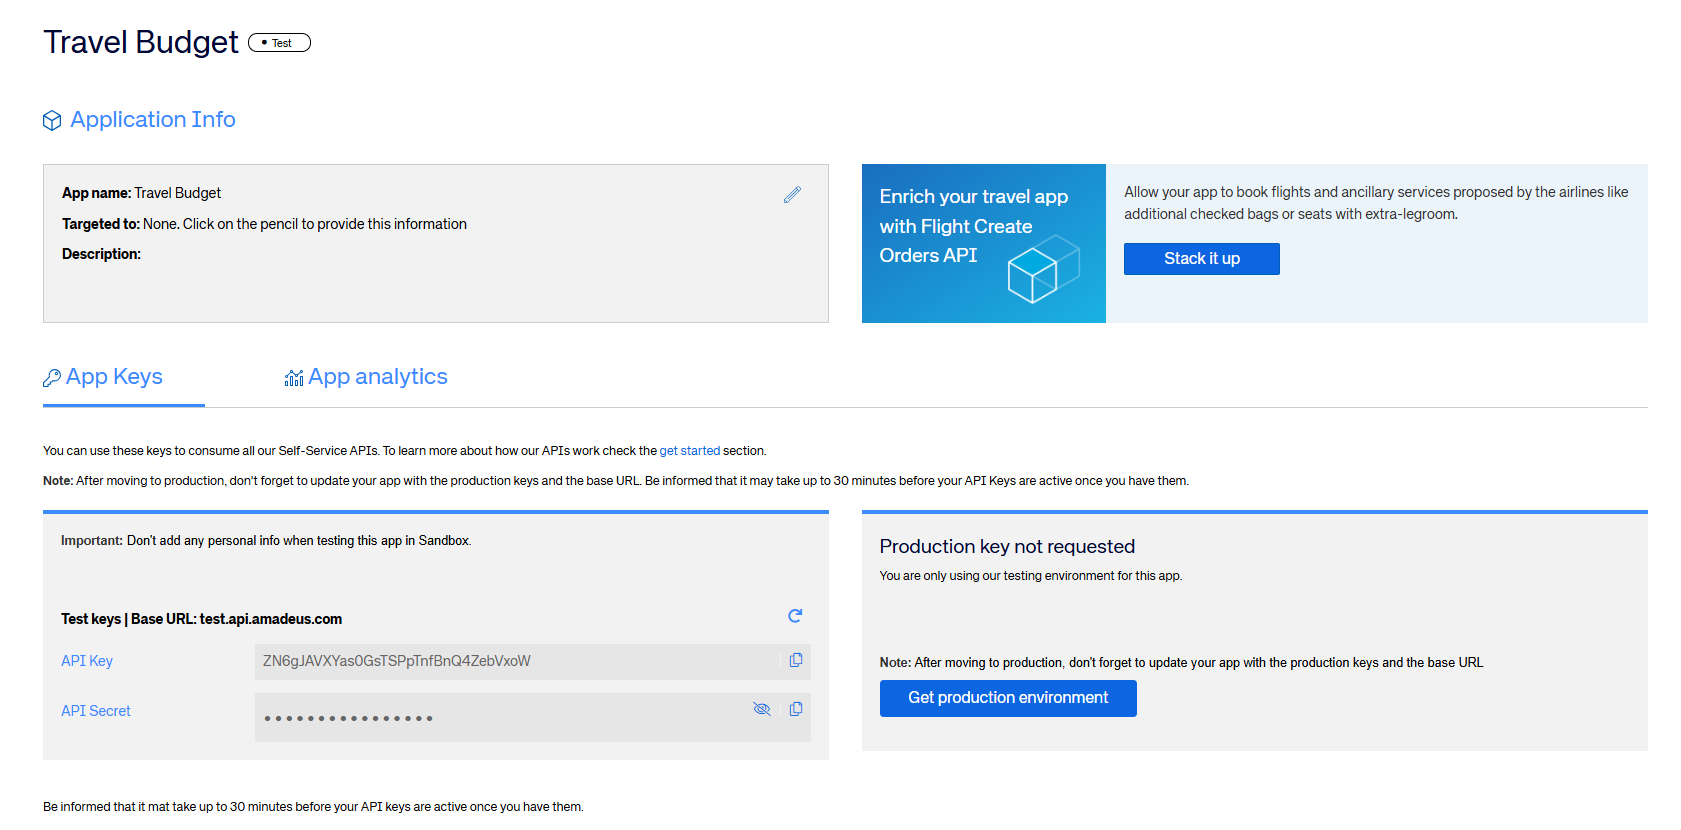 Travel Budget
• Test
Application Info
App name: Travel Budget
Targeted to: None. Click on the pencil to provide this information
Description:
Enrich your travel app
with Flight Create
Orders API
Allow your app to book flights and ancillary services proposed by the airlines like
additional checked bags or seats with extra-legroom.
Stack it up
App Keys
App analytics
You can use these keys to consume all our Self-Service APIs. To learn more about how our APIs work check the get started section.
Note: After moving to production, don't forget to update your app with the production keys and the base URL. Be informed that it may take up to 30 minutes before your API Keys are active once you have them.
Important: Don't add any personal info when testing this app in Sandbox.
Test keys | Base URL: test.api.amadeus.com
API Key
ZN6gJAVXYas0GsTSPpTnfBnQ4ZebVxoW
API Secret
••••••••••••••••
Production key not requested
You are only using our testing environment for this app.
Note: After moving to production, don't forget to update your app with the production keys and the base URL
Get production environment
Be informed that it mat take up to 30 minutes before your API keys are active once you have them.